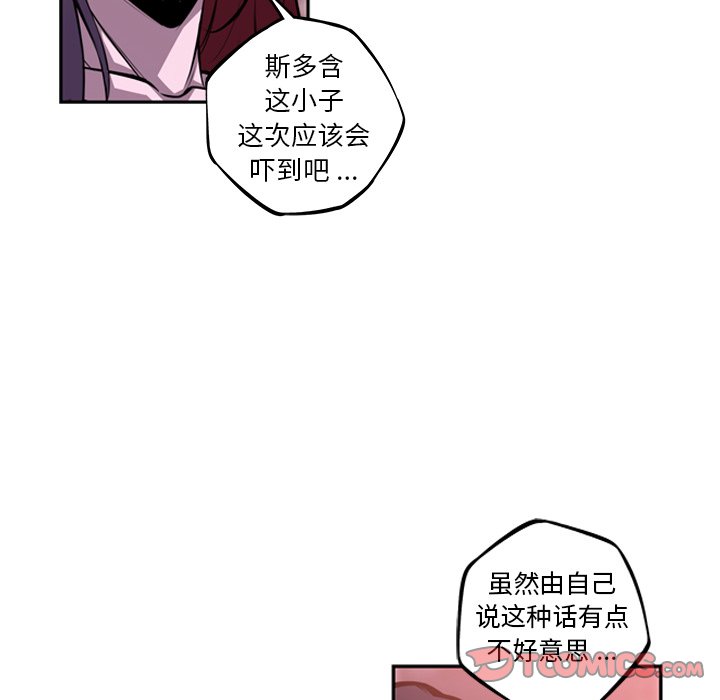 斯多含
这小子
这次应该会
吓到吧 ...
虽然由自己
说这种话有点
不好意思 ...
TOOMICS.COM